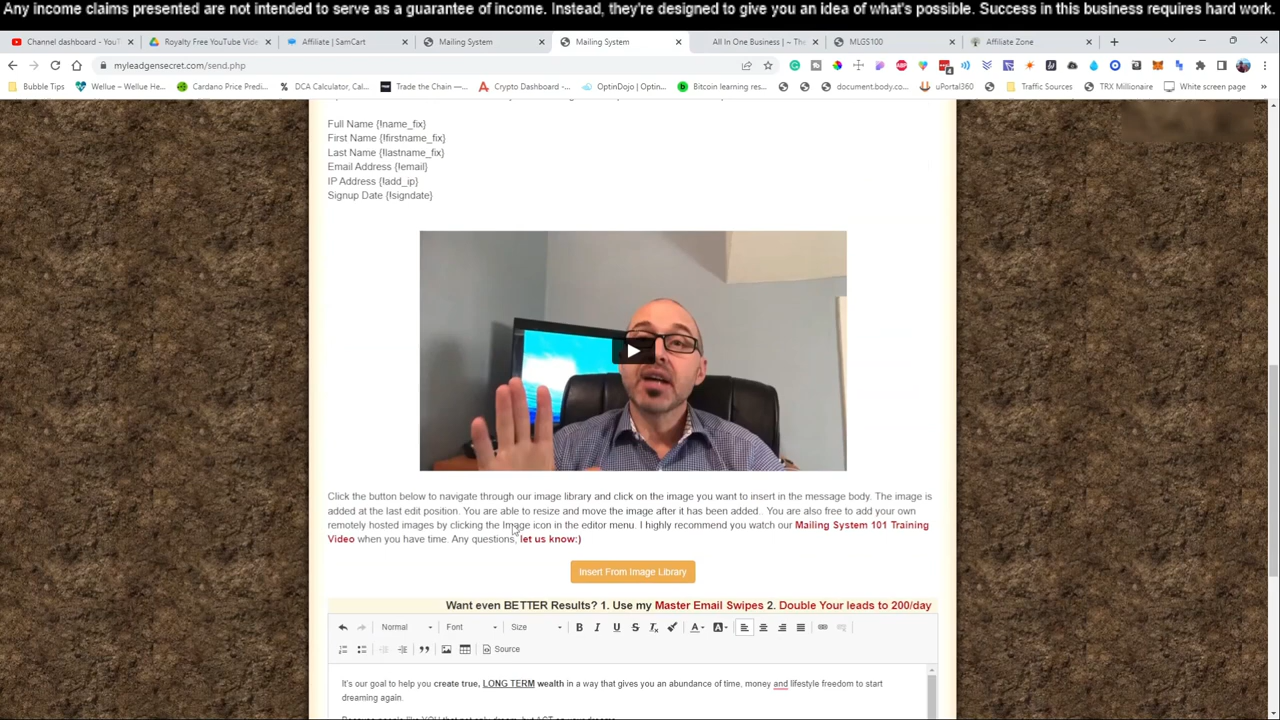 Any income claims presented are not intended to serve as a guarantee of income. Instead, they're designed to give you an idea of what's possible. Success in this business requires hard work.
Channel dashboard - YouT
Royalty Free YouTube Vide
Affiliate | SamCart
Mailing System
Mailing System
All In One Business | ~ The
MLGS100
Affiliate Zone
myleadgensecret.com/send.php
Bubble Tips
Wellue – Wellue He...
Cardano Price Predi...
DCA Calculator, Cal...
Trade the Chain —...
Crypto Dashboard -...
OptinDojo | Optin...
Bitcoin learning res...
document.body.co...
uPortal360
Traffic Sources
TRX Millionaire
White screen page
Full Name {!name_fix}
First Name {!firstname_fix}
Last Name {!lastname_fix}
Email Address {!email}
IP Address {!add_ip}
Signup Date {!signdate}
Click the button below to navigate through our image library and click on the image you want to insert in the message body. The image is
added at the last edit position. You are able to resize and move the image after it has been added.. You are also free to add your own
remotely hosted images by clicking the Image icon in the editor menu. I highly recommend you watch our Mailing System 101 Training
Video when you have time. Any questions, let us know:)
Insert From Image Library
Want even BETTER Results? 1. Use my Master Email Swipes 2. Double Your leads to 200/day
Normal Font Size B I U S Tx A A
Source
It's our goal to help you create true, LONG TERM wealth in a way that gives you an abundance of time, money and lifestyle freedom to start
dreaming again.